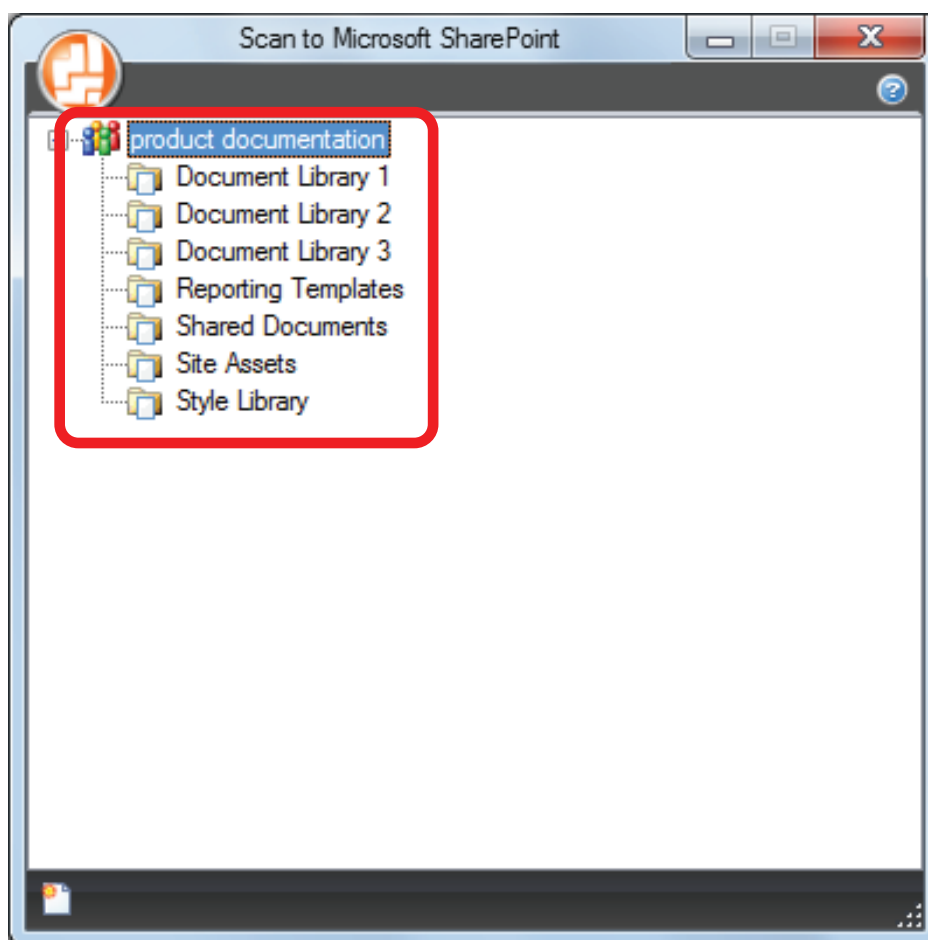 Scan to Microsoft SharePoint
product documentation
Document Library 1
Document Library 2
Document Library 3
Reporting Templates
Shared Documents
Site Assets
Style Library